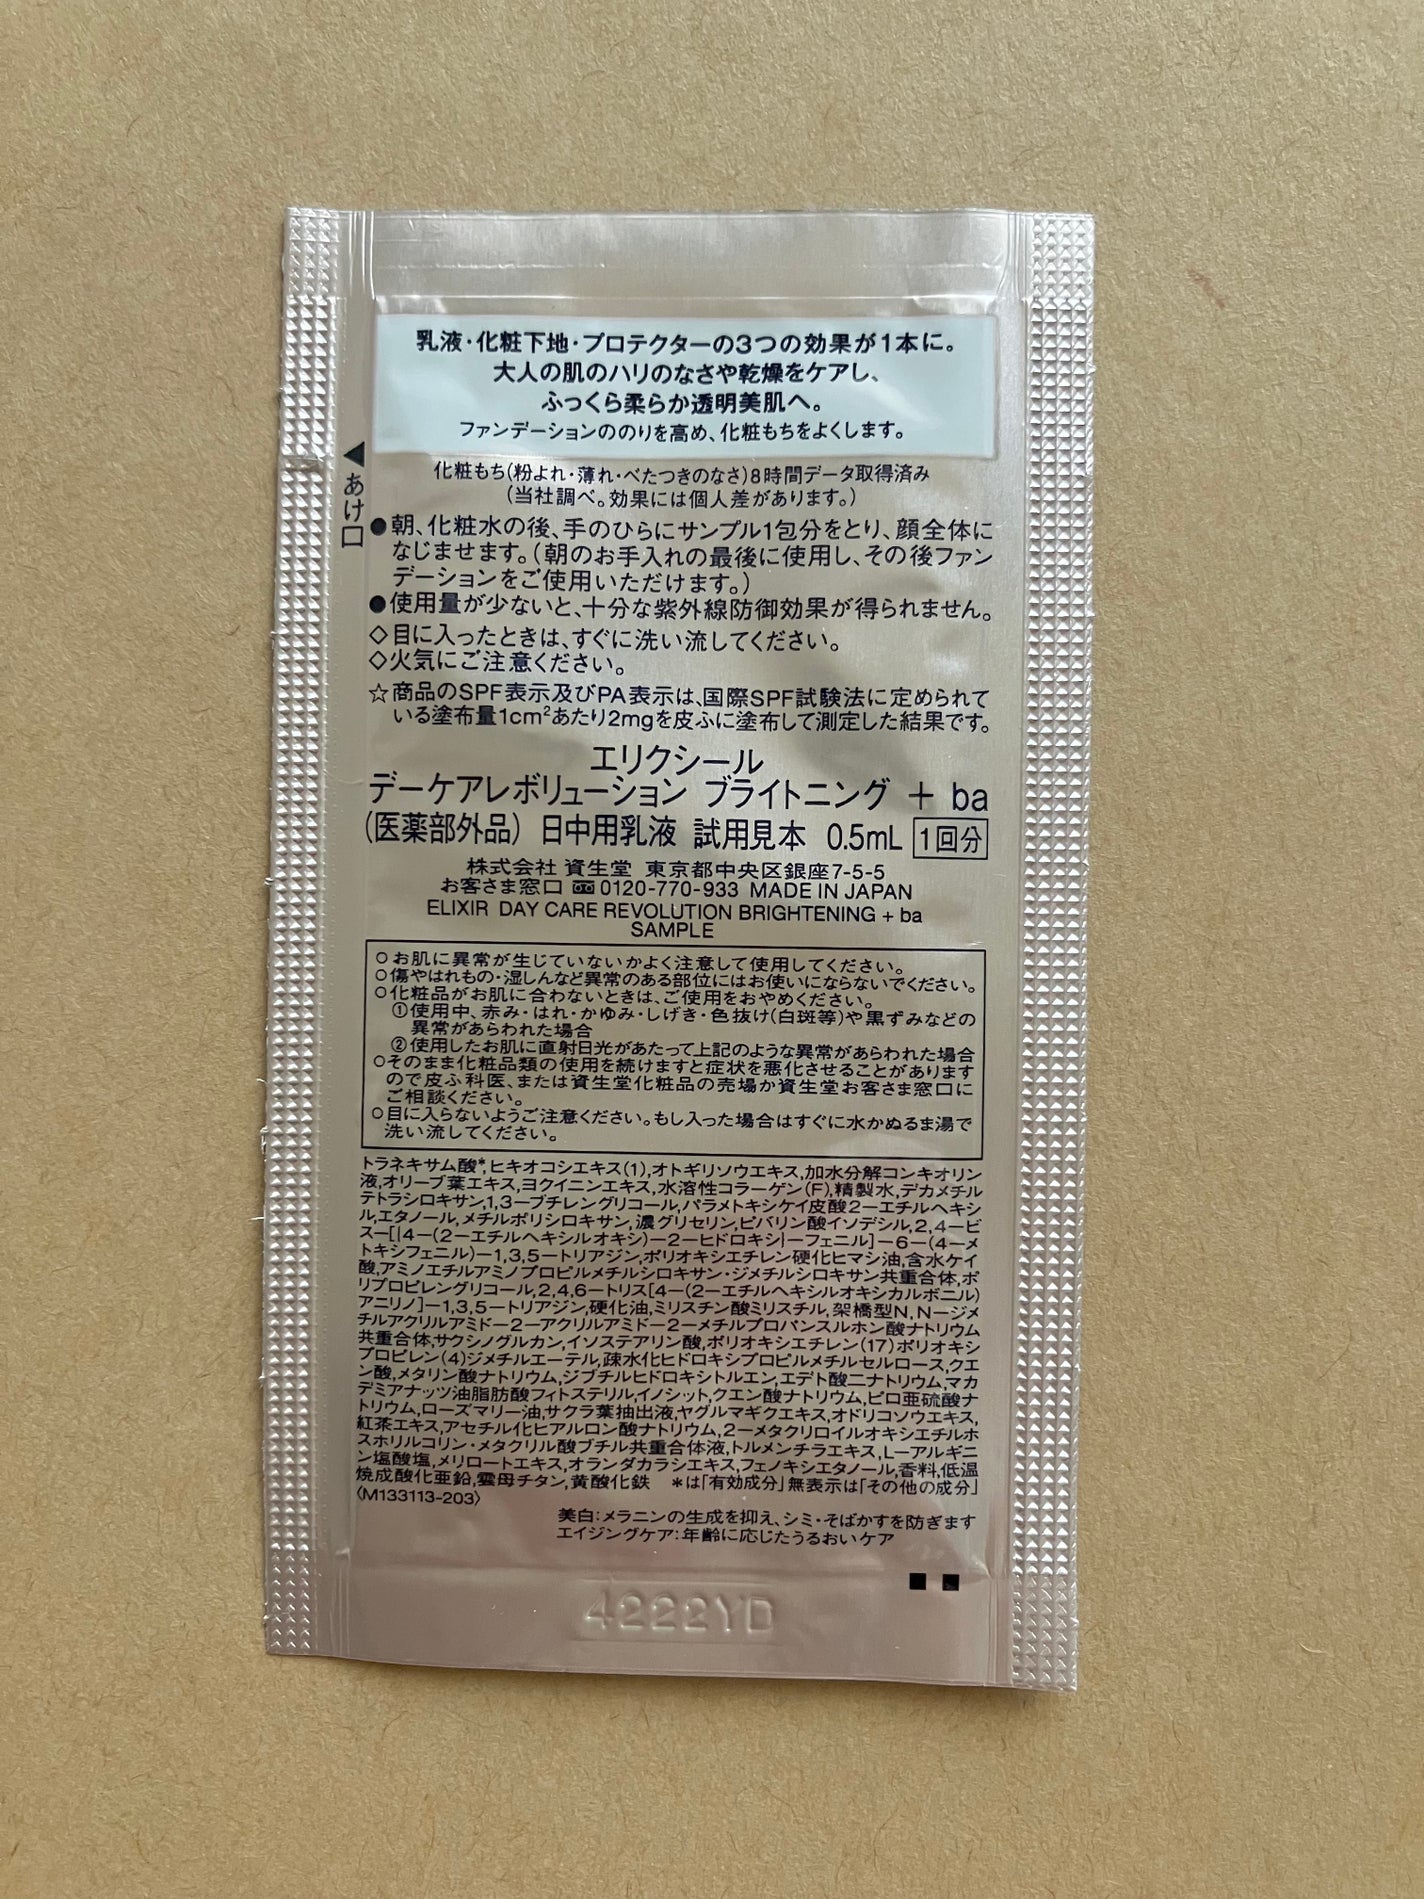 乳液・化粧下地・プロテクターの3つの効果が1本に。
大人の肌のハリのなさや乾燥をケアし、
ふっくら柔らか透明美肌へ。
ファンデーションののりを高め、化粧もちをよくします。
◀あけ口
化粧もち(粉よれ・薄れ・べたつきのなさ)8時間データ取得済み
(当社調べ。効果には個人差があります。)
●朝、化粧水の後、手のひらにサンプル1包分をとり、顔全体に
なじませます。(朝のお手入れの最後に使用し、その後ファン
デーションをご使用いただけます。)
●使用量が少ないと、十分な紫外線防御効果が得られません。
◇目に入ったときは、すぐに洗い流してください。
◇火気にご注意ください。
☆商品のSPF表示及びPA表示は、国際SPF試験法に定められて
いる塗布量1cm²あたり2mgを皮ふに塗布して測定した結果です。
エリクシール
デーケアレボリューション ブライトニング + ba
(医薬部外品) 日中用乳液 試用見本 0.5mL 1回分
株式会社 資生堂 東京都中央区銀座7-5-5
お客さま窓口 0120-770-933 MADE IN JAPAN
ELIXIR DAY CARE REVOLUTION BRIGHTENING + ba
SAMPLE
○お肌に異常が生じていないかよく注意して使用してください。
○傷やはれもの・湿しんなど異常のある部位にはお使いにならないでください。
○化粧品がお肌に合わないときは、ご使用をおやめください。
①使用中、赤み・はれ・かゆみ・しげき・色抜け(白斑等)や黒ずみなどの
異常があらわれた場合
②使用したお肌に直射日光があたって上記のような異常があらわれた場合
○そのまま化粧品類の使用を続けますと症状を悪化させることがあります
ので皮ふ科医、または資生堂化粧品の売場か資生堂お客さま窓口に
ご相談ください。
○目に入らないようご注意ください。もし入った場合はすぐに水かぬるま湯で
洗い流してください。
トラネキサム酸*,ヒキオコシエキス(1),オトギリソウエキス,加水分解コンキオリン
液,オリーブ葉エキス,ヨクイニンエキス,水溶性コラーゲン(F),精製水,デカメチル
テトラシロキサン,1,3-ブチレングリコール,パラメトキシケイ皮酸2-エチルヘキシ
ル,エタノール,メチルポリシロキサン,濃グリセリン,ピバリン酸イソデシル,2,4-ビ
ス-[{4-(2-エチルヘキシルオキシ)-2-ヒドロキシ}-フェニル]-6-(4-メ
トキシフェニル)-1,3,5-トリアジン,ポリオキシエチレン硬化ヒマシ油,含水ケイ
酸,アミノエチルアミノプロピルメチルシロキサン・ジメチルシロキサン共重合体,ポ
リプロピレングリコール,2,4,6-トリス[4-(2-エチルヘキシルオキシカルボニル)
アニリノ]-1,3,5-トリアジン,硬化油,ミリスチン酸ミリスチル,架橋型N,N-ジメ
チルアクリルアミド-2-アクリルアミド-2-メチルプロパンスルホン酸ナトリウム
共重合体,サクシノグルカン,イソステアリン酸,ポリオキシエチレン(17)ポリオキシ
プロピレン(4)ジメチルエーテル,疎水化ヒドロキシプロピルメチルセルロース,クエ
ン酸,メタリン酸ナトリウム,ジブチルヒドロキシトルエン,エデト酸二ナトリウム,マカ
デミアナッツ油脂肪酸フィトステリル,イノシット,クエン酸ナトリウム,ピロ亜硫酸ナ
トリウム,ローズマリー油,サクラ葉抽出液,ヤグルマギクエキス,オドリコソウエキス,
紅茶エキス,アセチル化ヒアルロン酸ナトリウム,2-メタクリロイルオキシエチルホ
スホリルコリン・メタクリル酸ブチル共重合体液,トルメンチラエキス,L-アルギニ
ン塩酸塩,メリロートエキス,オランダカラシエキス,フェノキシエタノール,香料,低温
焼成酸化亜鉛,雲母チタン,黄酸化鉄 *は「有効成分」無表示は「その他の成分」
〈M133113-203〉
美白:メラニンの生成を抑え、シミ・そばかすを防ぎます
エイジングケア:年齢に応じたうるおいケア
4222YD